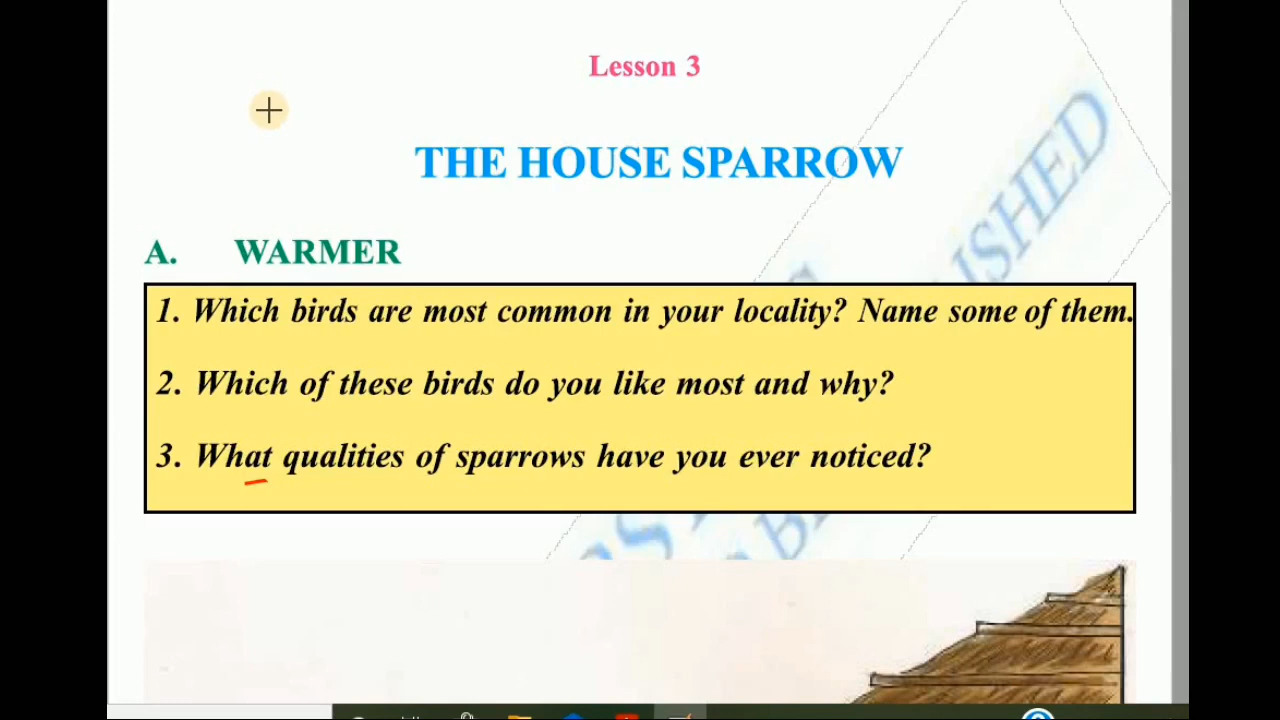 Lesson 3
THE HOUSE SPARROW
A. WARMER
1. Which birds are most common in your locality? Name some of them.
2. Which of these birds do you like most and why?
3. What qualities of sparrows have you ever noticed?